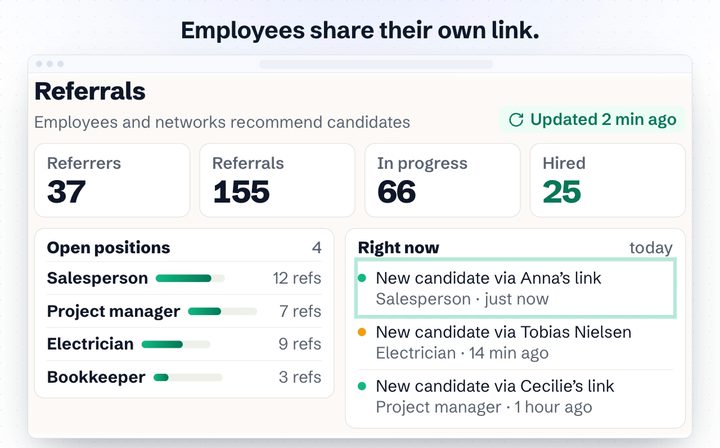 Employees share their own link.
Referrals
Employees and networks recommend candidates
Updated 2 min ago
Referrers
37
Referrals
155
In progress
66
Hired
25
Open positions 4
Salesperson 12 refs
Project manager 7 refs
Electrician 9 refs
Bookkeeper 3 refs
Right now today
New candidate via Anna’s link
Salesperson · just now
New candidate via Tobias Nielsen
Electrician · 14 min ago
New candidate via Cecilie’s link
Project manager · 1 hour ago